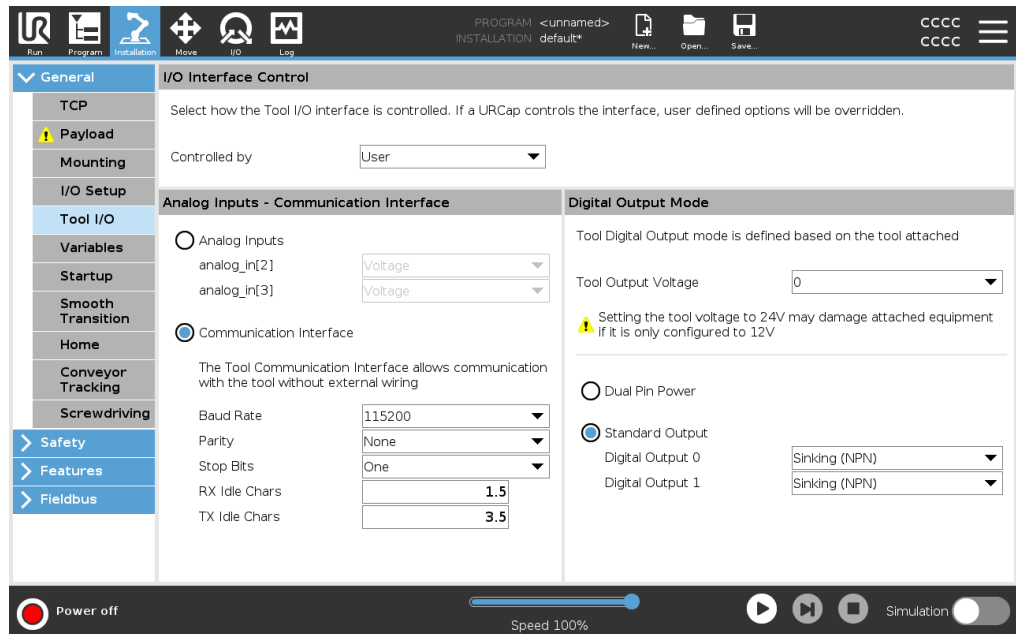 UR
Run
Program
Installation
Move
I/O
Log
PROGRAM <unnamed>
INSTALLATION default*
New...
Open...
Save...
CCCC
CCCC
General
TCP
Payload
Mounting
I/O Setup
Tool I/O
Variables
Startup
Smooth
Transition
Home
Conveyor
Tracking
Screwdriving
Safety
Features
Fieldbus
I/O Interface Control
Select how the Tool I/O interface is controlled. If a URCap controls the interface, user defined options will be overridden.
Controlled by User
Analog Inputs - Communication Interface
Analog Inputs
analog_in[2] Voltage
analog_in[3] Voltage
Communication Interface
The Tool Communication Interface allows communication
with the tool without external wiring
Baud Rate 115200
Parity None
Stop Bits One
RX Idle Chars 1.5
TX Idle Chars 3.5
Digital Output Mode
Tool Digital Output mode is defined based on the tool attached
Tool Output Voltage 0
Setting the tool voltage to 24V may damage attached equipment
if it is only configured to 12V
Dual Pin Power
Standard Output
Digital Output 0 Sinking (NPN)
Digital Output 1 Sinking (NPN)
Power off
Speed 100%
Simulation